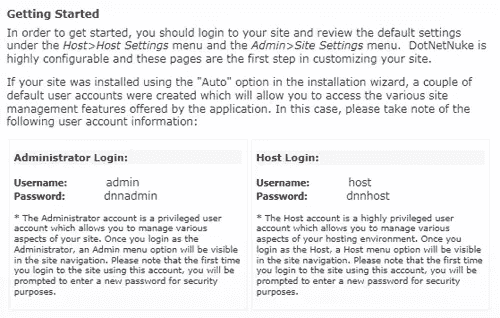 Getting Started
In order to get started, you should login to your site and review the default settings
under the Host>Host Settings menu and the Admin>Site Settings menu.  DotNetNuke is
highly configurable and these pages are the first step in customizing your site.
If your site was installed using the "Auto" option in the installation wizard, a couple of
default user accounts were created which will allow you to access the various site
management features offered by the application. In this case, please take note of the
following user account information:
Administrator Login:
Username: admin
Password: dnnadmin
* The Administrator account is a privileged user
account which allows you to manage various
aspects of your site. Once you login as the
Administrator, an Admin menu option will be visible
in the site navigation. Please note that the first time
you login to the site using this account, you will be
prompted to enter a new password for security
purposes.
Host Login:
Username: host
Password: dnnhost
* The Host account is a highly privileged user
account which allows you to manage various
aspects of your hosting environment. Once you
login as the Host, a Host menu option will be visible
in the site navigation. Please note that the first time
you login to the site using this account, you will be
prompted to enter a new password for security
purposes.